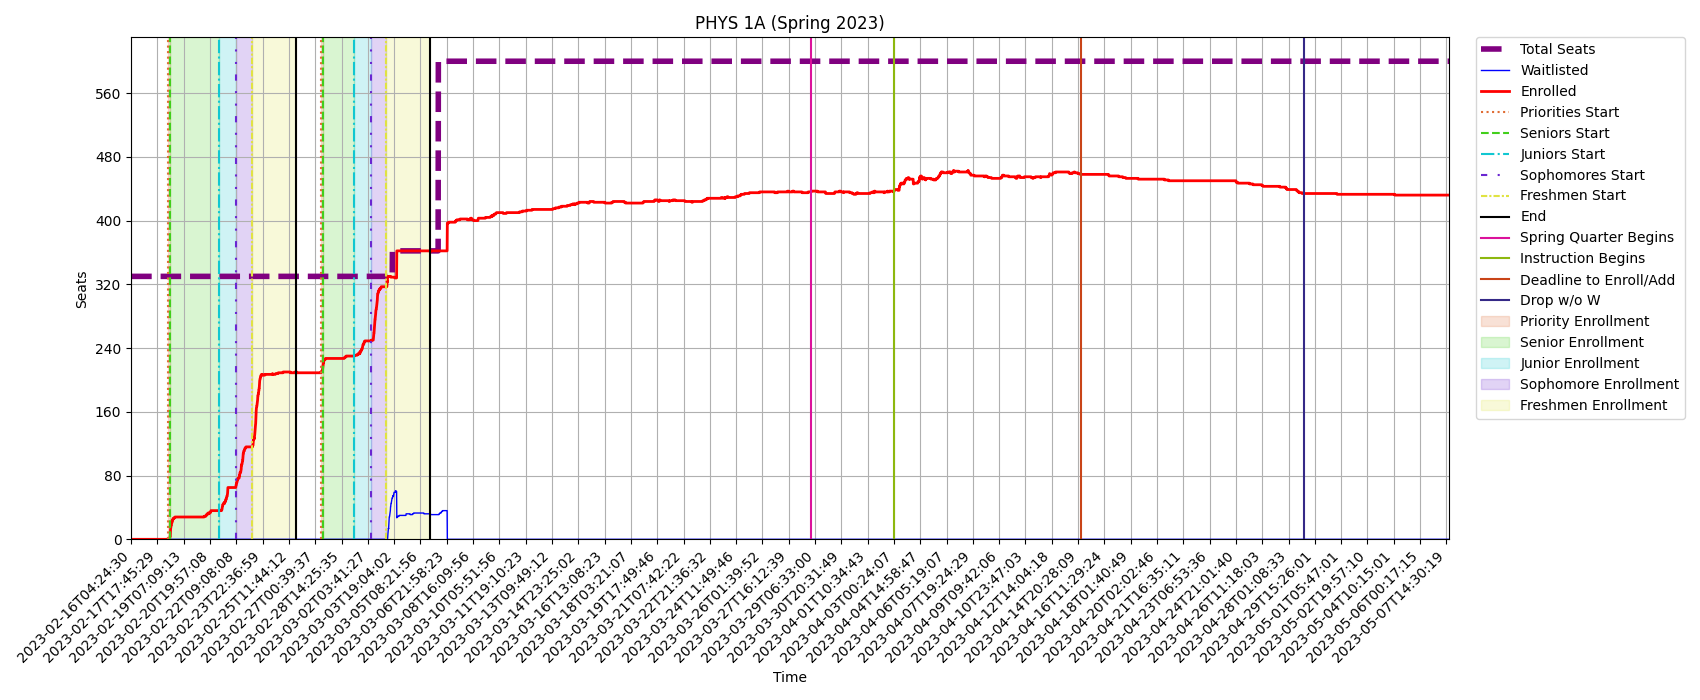 PHYS 1A (Spring 2023)
Seats
560
480
400
320
240
160
80
0
2023-02-16T04:24:30
2023-02-17T17:45:29
2023-02-19T07:09:13
2023-02-20T19:57:08
2023-02-22T09:08:08
2023-02-23T22:36:59
2023-02-25T11:44:12
2023-02-27T00:39:37
2023-02-28T14:25:35
2023-03-02T03:41:27
2023-03-03T19:04:02
2023-03-05T08:21:56
2023-03-06T21:58:23
2023-03-08T16:09:56
2023-03-10T05:51:56
2023-03-11T19:10:23
2023-03-13T09:49:12
2023-03-14T23:25:02
2023-03-16T13:08:23
2023-03-18T03:21:07
2023-03-19T17:49:46
2023-03-21T07:42:22
2023-03-22T21:36:32
2023-03-24T11:49:46
2023-03-26T01:39:52
2023-03-27T16:12:39
2023-03-29T06:33:00
2023-03-30T20:31:49
2023-04-01T10:34:43
2023-04-03T00:24:07
2023-04-04T14:58:47
2023-04-06T05:19:07
2023-04-07T19:24:29
2023-04-09T09:42:06
2023-04-10T23:47:03
2023-04-12T14:04:18
2023-04-14T20:28:09
2023-04-16T11:29:24
2023-04-18T01:40:49
2023-04-20T02:02:46
2023-04-21T16:35:11
2023-04-23T06:53:36
2023-04-24T21:01:40
2023-04-26T11:18:03
2023-04-28T01:08:33
2023-04-29T15:26:01
2023-05-01T05:47:01
2023-05-02T19:57:10
2023-05-04T10:15:01
2023-05-06T00:17:15
2023-05-07T14:30:19
Time
Total Seats
Waitlisted
Enrolled
Priorities Start
Seniors Start
Juniors Start
Sophomores Start
Freshmen Start
End
Spring Quarter Begins
Instruction Begins
Deadline to Enroll/Add
Drop w/o W
Priority Enrollment
Senior Enrollment
Junior Enrollment
Sophomore Enrollment
Freshmen Enrollment